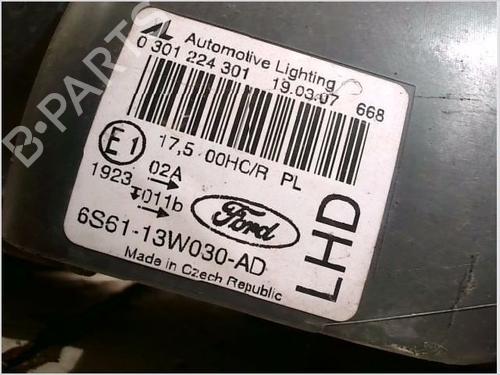 AL Automotive Lighting
0 301 224 301 19.03.07 668
E1 17,5 00HC/R PL
02A
1923
011b
Ford
6S61-13W030-AD
Made in Czech Republic
LHD
B-PARTS